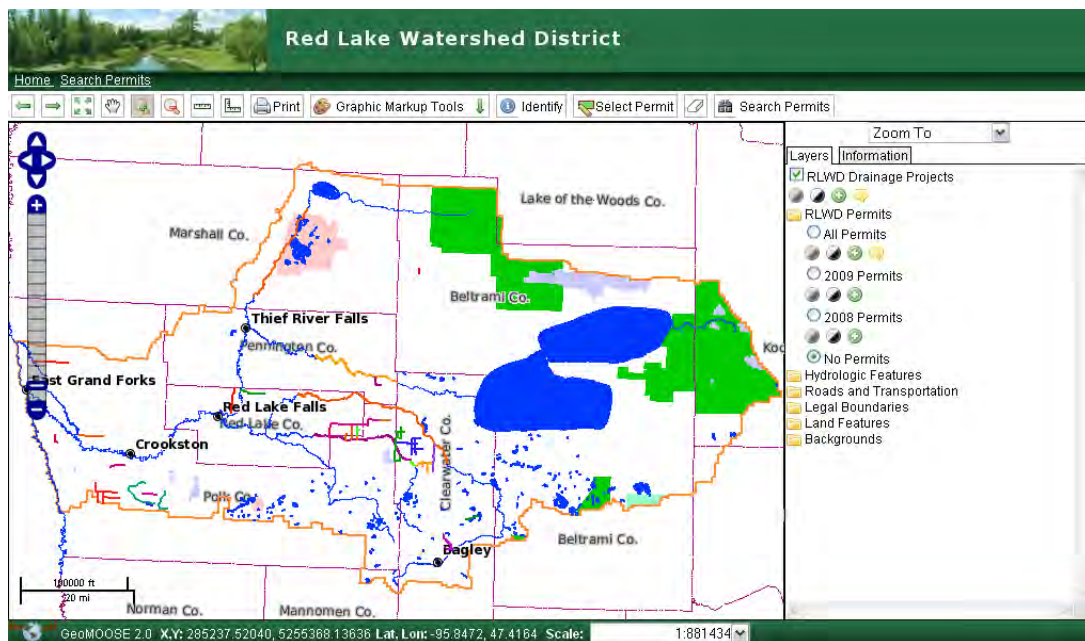 Red Lake Watershed District
Home Search Permits
Print Graphic Markup Tools Identify Select Permit Search Permits
Zoom To
Layers Information
RLWD Drainage Projects
RLWD Permits
All Permits
2009 Permits
2008 Permits
No Permits
Hydrologic Features
Roads and Transportation
Legal Boundaries
Land Features
Backgrounds
Lake of the Woods Co.
Marshall Co.
Beltrami Co.
Thief River Falls
Pennington Co.
Koo
East Grand Forks
Red Lake Falls
Red Lake Co.
Crookston
Clearwater Co.
Polk Co.
Beltrami Co.
Bagley
100000 ft
20 mi
Norman Co.
Mahnomen Co.
GeoMOOSE 2.0 X,Y: 285237.52040, 5255368.13636 Lat, Lon: -95.8472, 47.4164 Scale: 1:881434